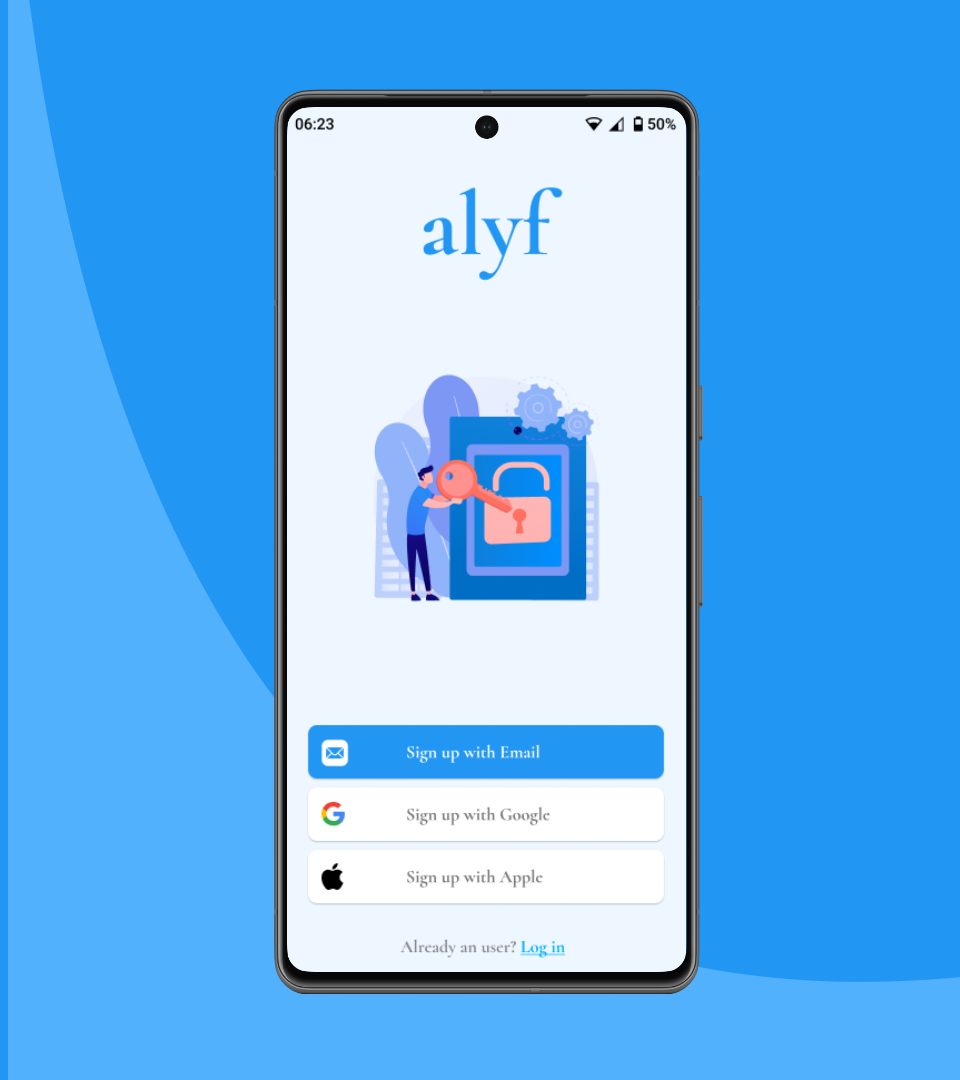 06:23
50%
alyf
Sign up with Email
Sign up with Google
Sign up with Apple
Already an user? Log in